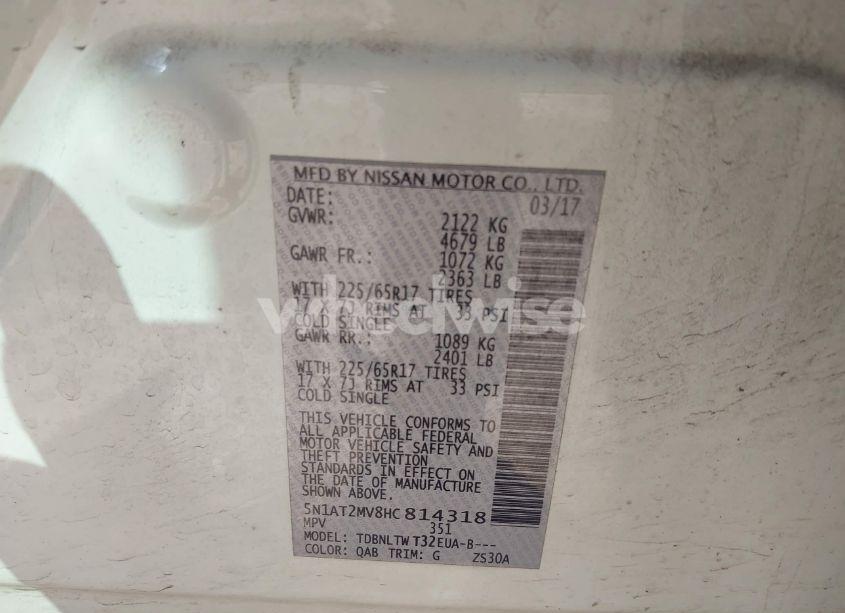 MFD BY NISSAN MOTOR CO., LTD.
DATE: 03/17
GVWR: 2122 KG
4679 LB
GAWR FR.: 1072 KG
2363 LB
WITH 225/65R17 TIRES
17 X 7J RIMS AT 33 PSI
COLD SINGLE
GAWR RR.: 1089 KG
2401 LB
WITH 225/65R17 TIRES
17 X 7J RIMS AT 33 PSI
COLD SINGLE
THIS VEHICLE CONFORMS TO
ALL APPLICABLE FEDERAL
MOTOR VEHICLE SAFETY AND
THEFT PREVENTION
STANDARDS IN EFFECT ON
THE DATE OF MANUFACTURE
SHOWN ABOVE.
5N1AT2MV8HC814318
MPV 351
MODEL: TDBNLTWT32EUA-B---
COLOR: QAB TRIM: G ZS30A